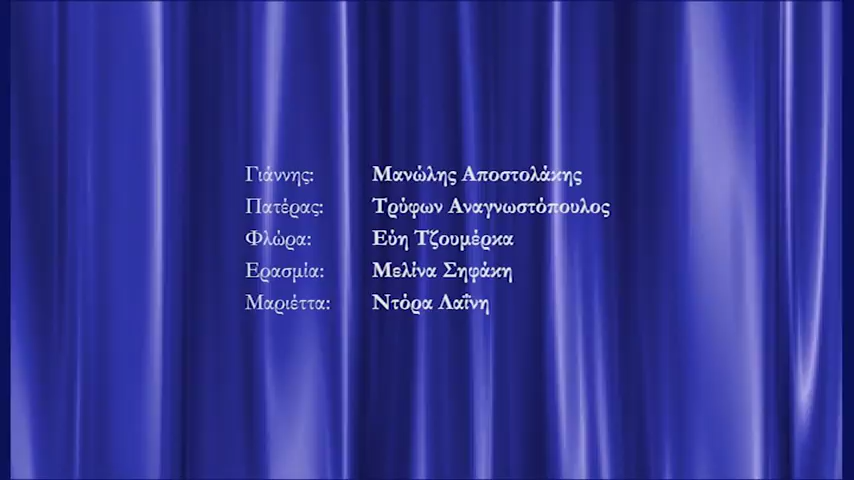 Γιάννης: Μανώλης Αποστολάκης
Πατέρας: Τρύφων Αναγνωστόπουλος
Φλώρα: Εύη Τζουμέρκα
Ερασμία: Μελίνα Σηφάκη
Μαριέττα: Ντόρα Λαΐνη